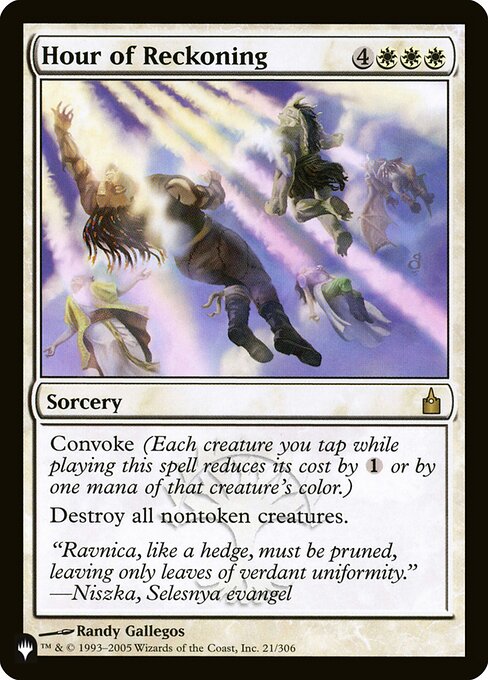 Hour of Reckoning 4
Sorcery
Convoke (Each creature you tap while
playing this spell reduces its cost by 1 or by
one mana of that creature's color.)
Destroy all nontoken creatures.
“Ravnica, like a hedge, must be pruned,
leaving only leaves of verdant uniformity.”
—Niszka, Selesnya evangel
Randy Gallegos
™ & © 1993–2005 Wizards of the Coast, Inc. 21/306